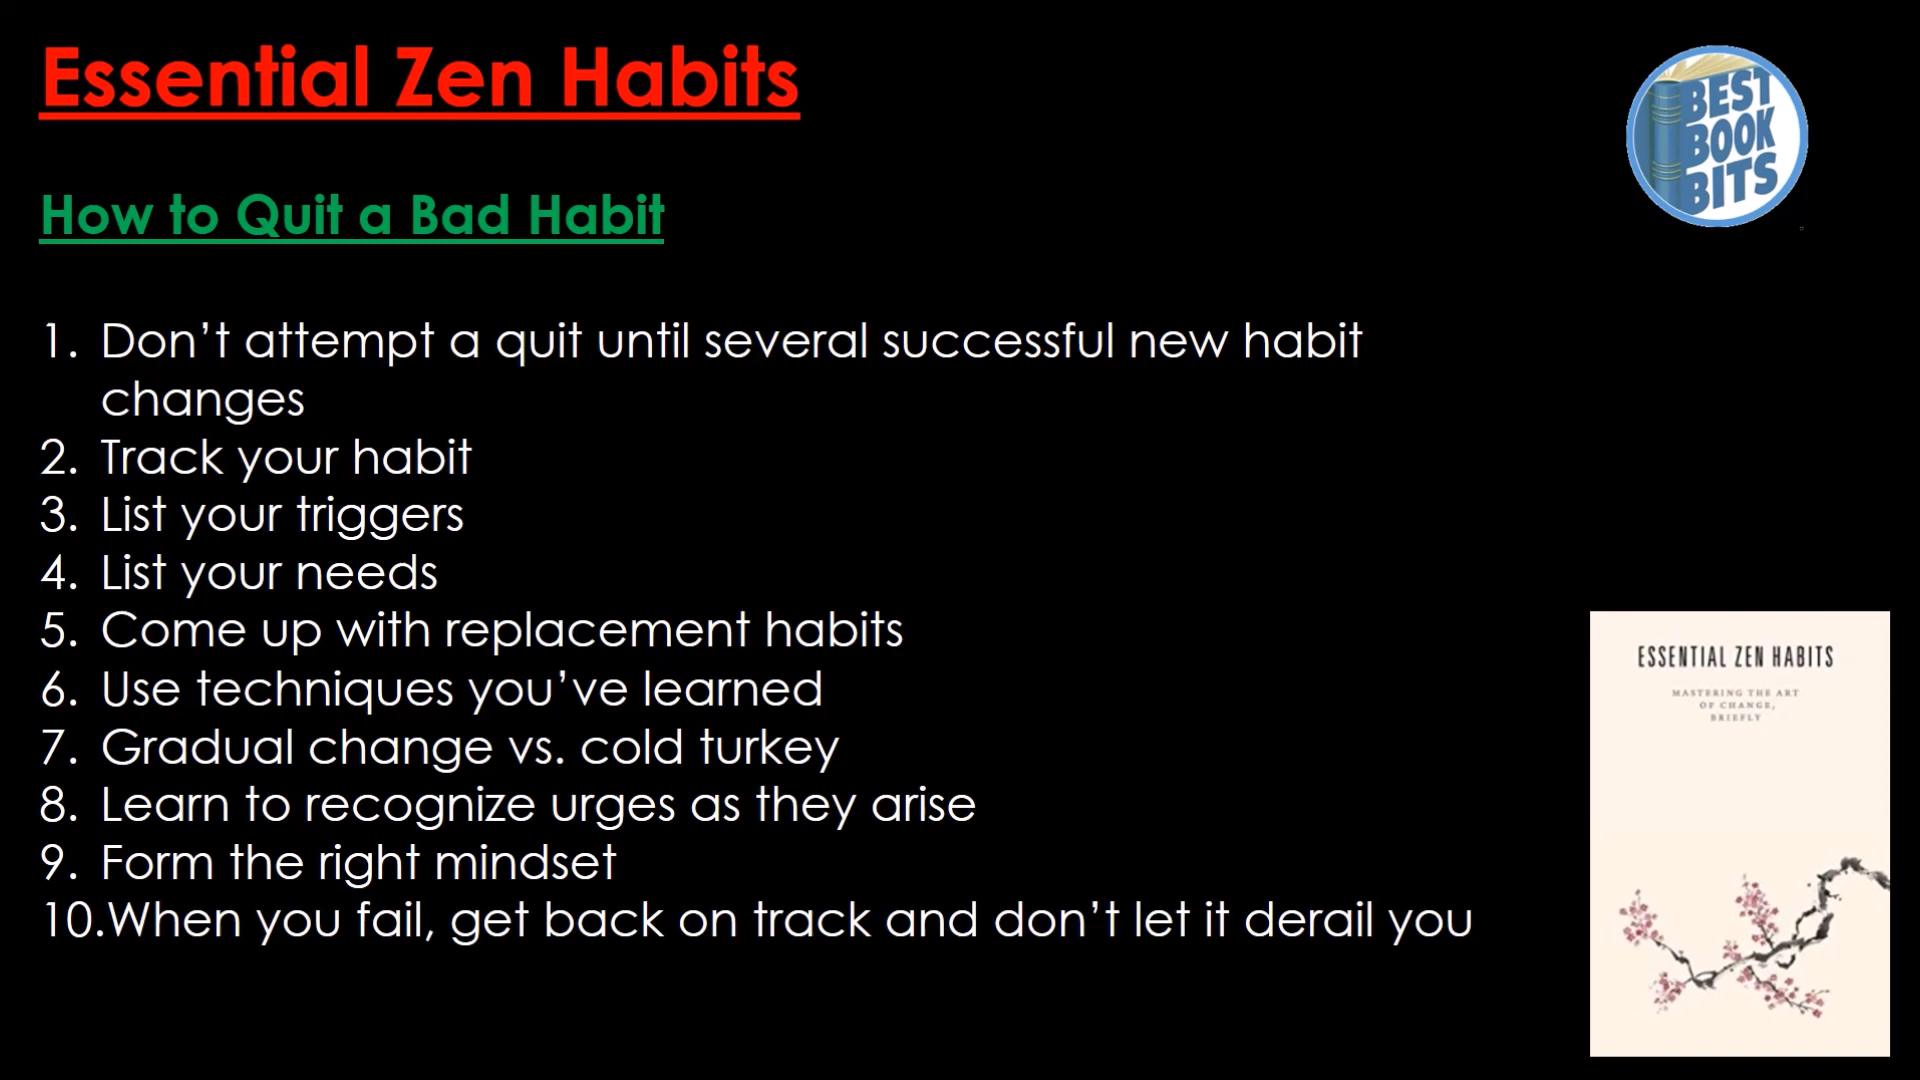 Essential Zen Habits
BEST
BOOK
BITS
How to Quit a Bad Habit
1. Don’t attempt a quit until several successful new habit
changes
2. Track your habit
3. List your triggers
4. List your needs
5. Come up with replacement habits
6. Use techniques you’ve learned
7. Gradual change vs. cold turkey
8. Learn to recognize urges as they arise
9. Form the right mindset
10.When you fail, get back on track and don’t let it derail you
ESSENTIAL ZEN HABITS
MASTERING THE ART
OF CHANGE,
BRIEFLY